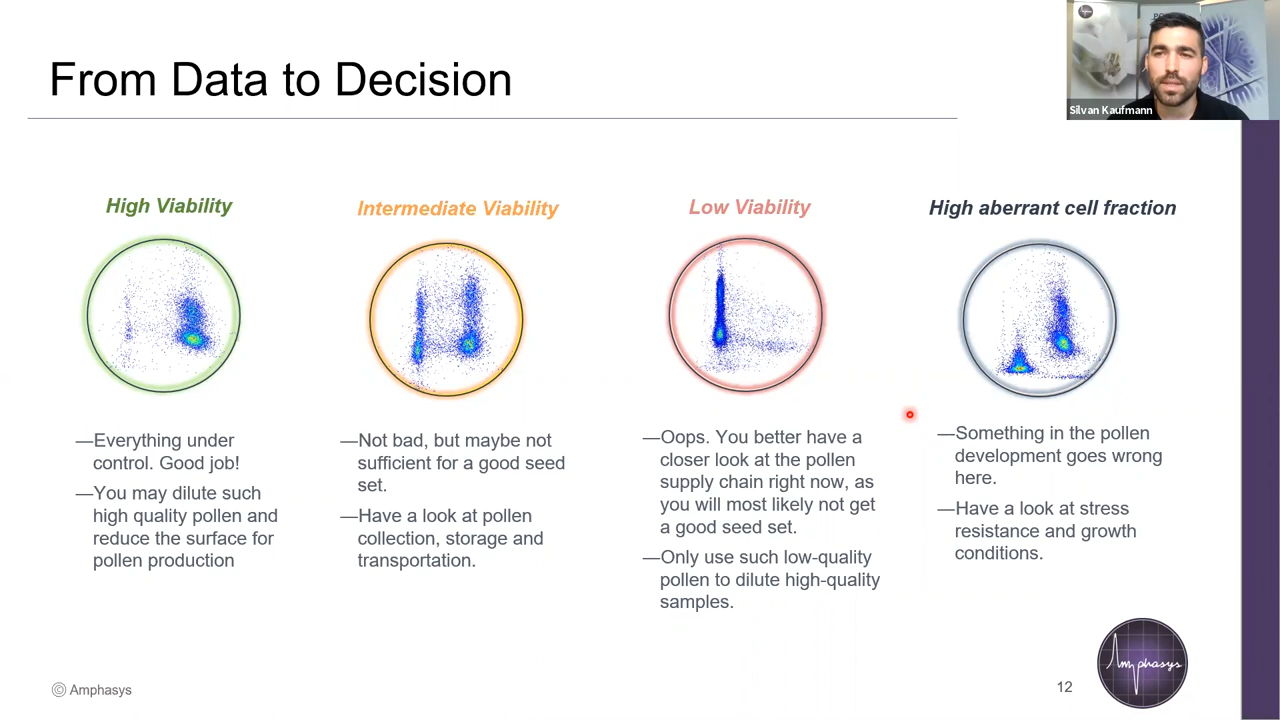 From Data to Decision
Silvan Kaufmann
High Viability
—Everything under
control. Good job!
—You may dilute such
high quality pollen and
reduce the surface for
pollen production
Intermediate Viability
—Not bad, but maybe not
sufficient for a good seed
set.
—Have a look at pollen
collection, storage and
transportation.
Low Viability
—Oops. You better have a
closer look at the pollen
supply chain right now, as
you will most likely not get
a good seed set.
—Only use such low-quality
pollen to dilute high-quality
samples.
High aberrant cell fraction
—Something in the pollen
development goes wrong
here.
—Have a look at stress
resistance and growth
conditions.
© Amphasys
12
Amphasys